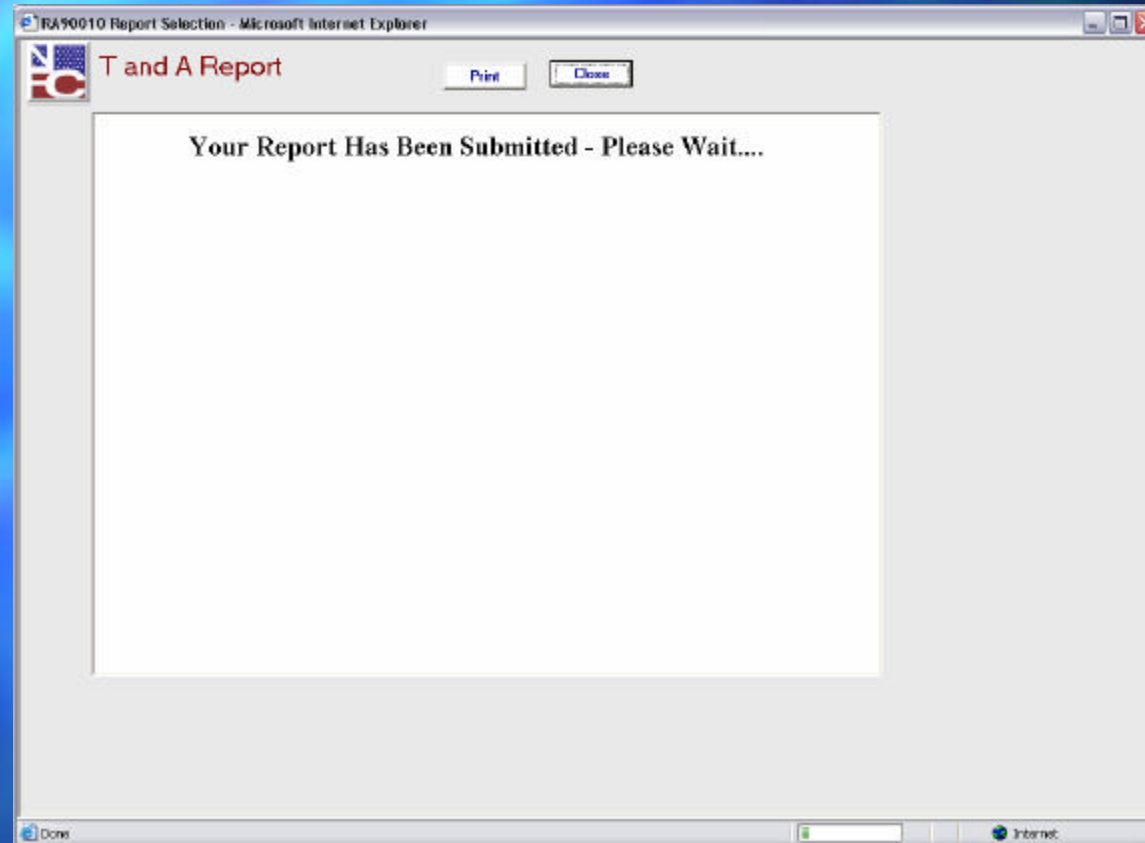 RA90010 Report Selection - Microsoft Internet Explorer
NFC
T and A Report
Print
Close
Your Report Has Been Submitted - Please Wait....
Done
Internet